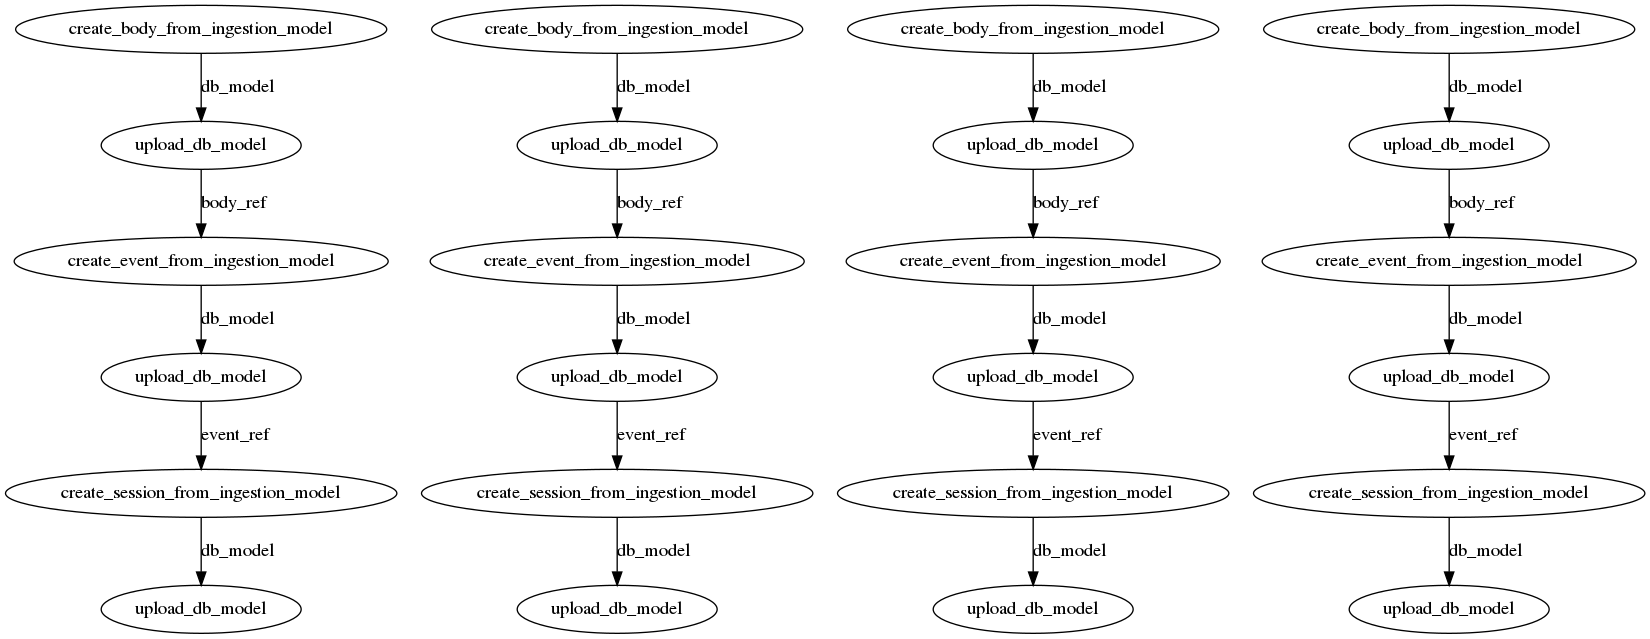 create_body_from_ingestion_model create_body_from_ingestion_model create_body_from_ingestion_model create_body_from_ingestion_model
db_model db_model db_model db_model
upload_db_model upload_db_model upload_db_model upload_db_model
body_ref body_ref body_ref body_ref
create_event_from_ingestion_model create_event_from_ingestion_model create_event_from_ingestion_model create_event_from_ingestion_model
db_model db_model db_model db_model
upload_db_model upload_db_model upload_db_model upload_db_model
event_ref event_ref event_ref event_ref
create_session_from_ingestion_model create_session_from_ingestion_model create_session_from_ingestion_model create_session_from_ingestion_model
db_model db_model db_model db_model
upload_db_model upload_db_model upload_db_model upload_db_model